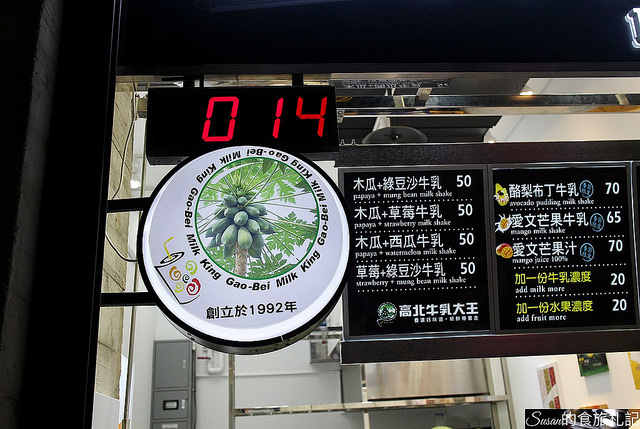 014
Gao-Bei Milk King Gao-Bei Milk King Gao-Bei Milk King Gao-Bei Milk King
創立於1992年
木瓜+綠豆沙牛乳 50
papaya + mung bean milk shake
木瓜+草莓牛乳 50
papaya + strawberry milk shake
木瓜+西瓜牛乳 50
papaya + watermelon milk shake
草莓+綠豆沙牛乳 50
strawberry + mung bean milk shake
高北牛乳大王
酪梨布丁牛乳 70
avocado pudding milk shake
愛文芒果牛乳 65
mango milk shake
愛文芒果汁 70
mango juice 100%
加一份牛乳濃度 20
add milk more
加一份水果濃度 20
add fruit more
Susan的食旅札記